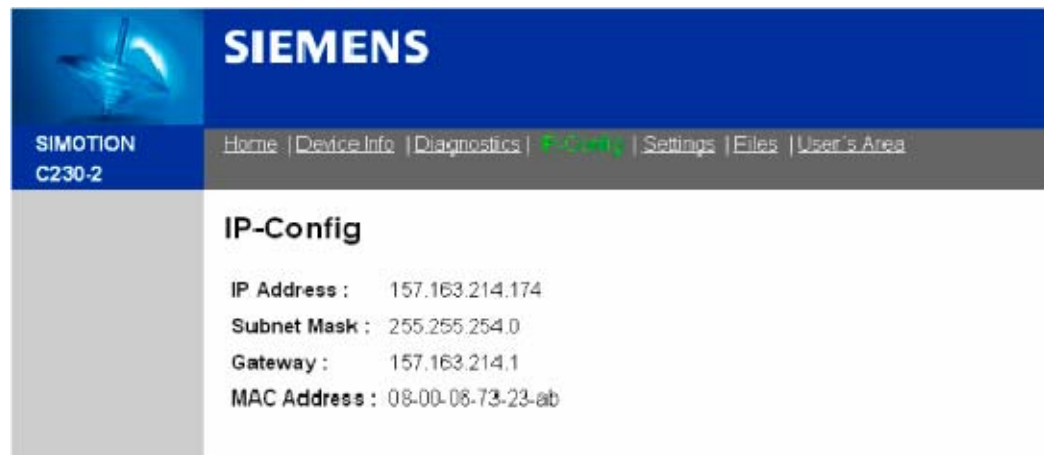 SIEMENS
SIMOTION
C230-2
Home | Device Info | Diagnostics | IP-Config | Settings | Files | User's Area
IP-Config
IP Address : 157.163.214.174
Subnet Mask : 255.255.254.0
Gateway : 157.163.214.1
MAC Address : 08-00-06-73-23-ab